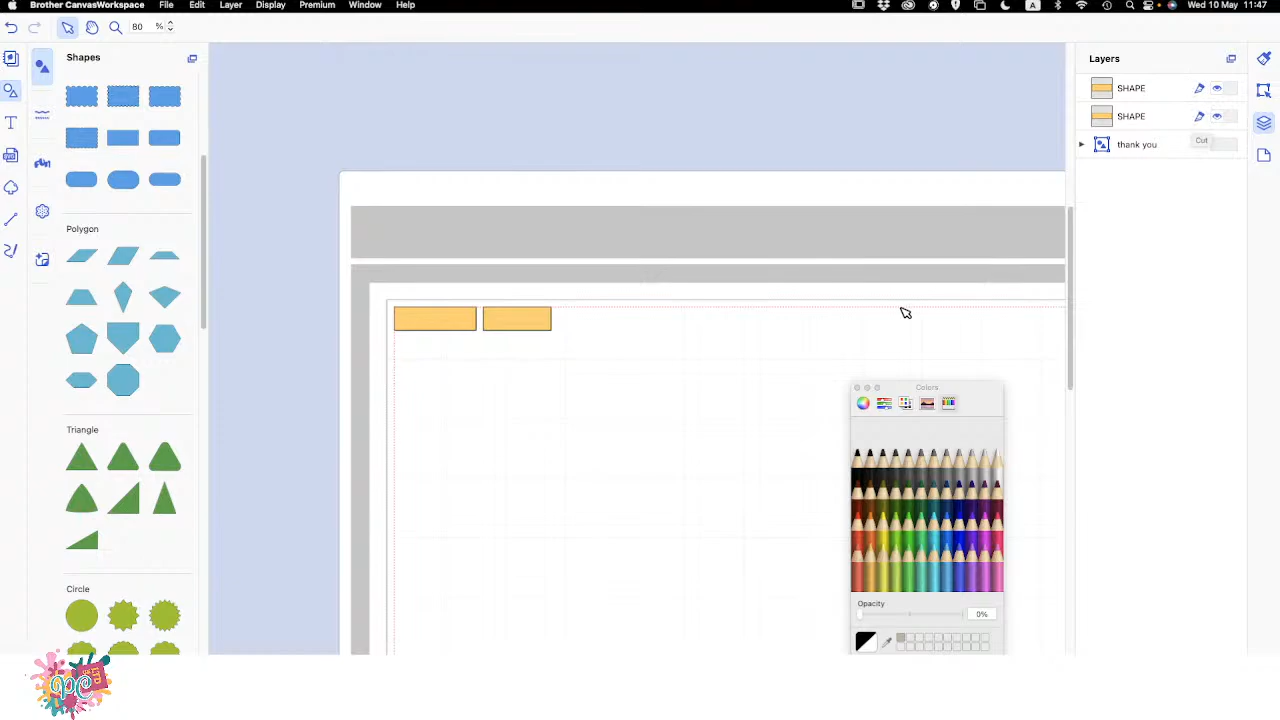 Brother CanvasWorkspace File Edit Layer Display Premium Window Help A Wed 10 May 11:47
80 %
Shapes
Layers
SHAPE
SHAPE
thank you
Cut
Polygon
Triangle
Circle
Colors
Opacity
0%